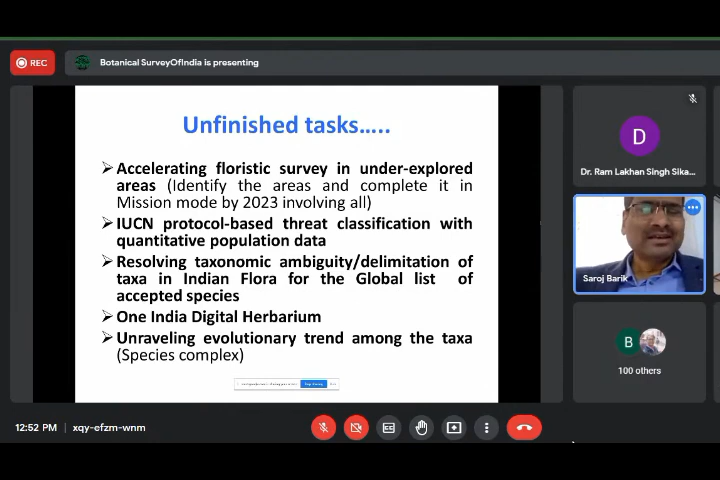 REC
Botanical SurveyOfIndia is presenting
Unfinished tasks.....
Accelerating floristic survey in under-explored
areas (Identify the areas and complete it in
Mission mode by 2023 involving all)
IUCN protocol-based threat classification with
quantitative population data
Resolving taxonomic ambiguity/delimitation of
taxa in Indian Flora for the Global list of
accepted species
One India Digital Herbarium
Unraveling evolutionary trend among the taxa
(Species complex)
D
Dr. Ram Lakhan Singh Sika...
Saroj Barik
B
100 others
12:52 PM | xqy-efzm-wnm